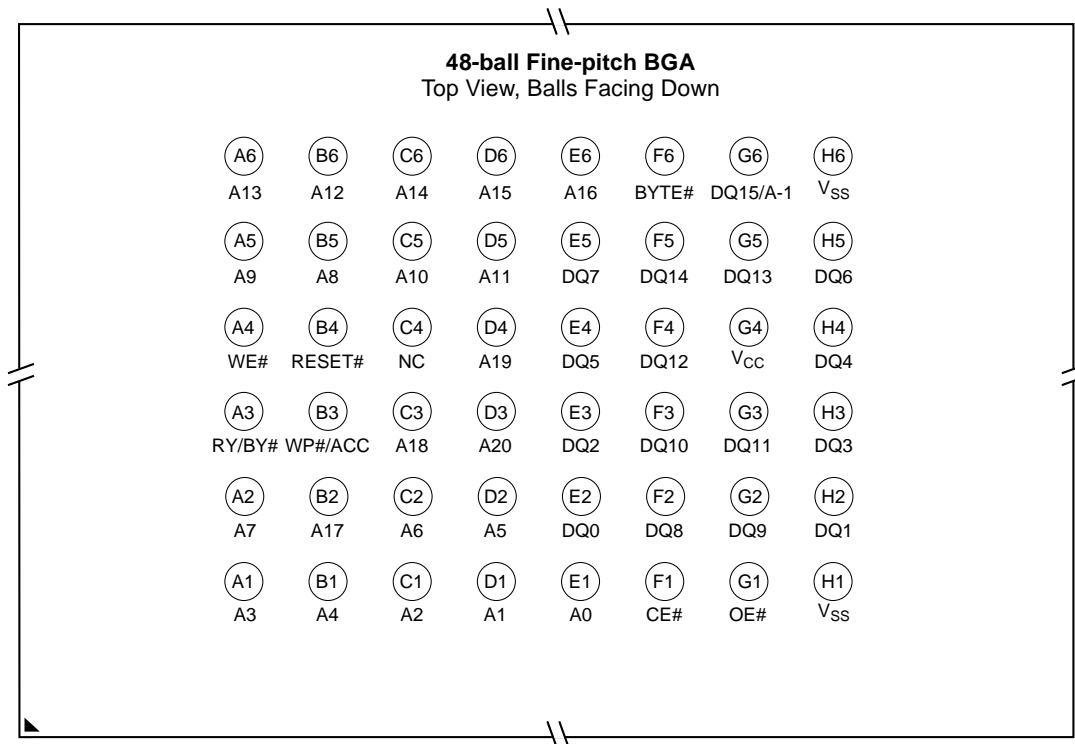 48-ball Fine-pitch BGA
Top View, Balls Facing Down
A6 B6 C6 D6 E6 F6 G6 H6
A13 A12 A14 A15 A16 BYTE# DQ15/A-1 VSS
A5 B5 C5 D5 E5 F5 G5 H5
A9 A8 A10 A11 DQ7 DQ14 DQ13 DQ6
A4 B4 C4 D4 E4 F4 G4 H4
WE# RESET# NC A19 DQ5 DQ12 VCC DQ4
A3 B3 C3 D3 E3 F3 G3 H3
RY/BY# WP#/ACC A18 A20 DQ2 DQ10 DQ11 DQ3
A2 B2 C2 D2 E2 F2 G2 H2
A7 A17 A6 A5 DQ0 DQ8 DQ9 DQ1
A1 B1 C1 D1 E1 F1 G1 H1
A3 A4 A2 A1 A0 CE# OE# VSS